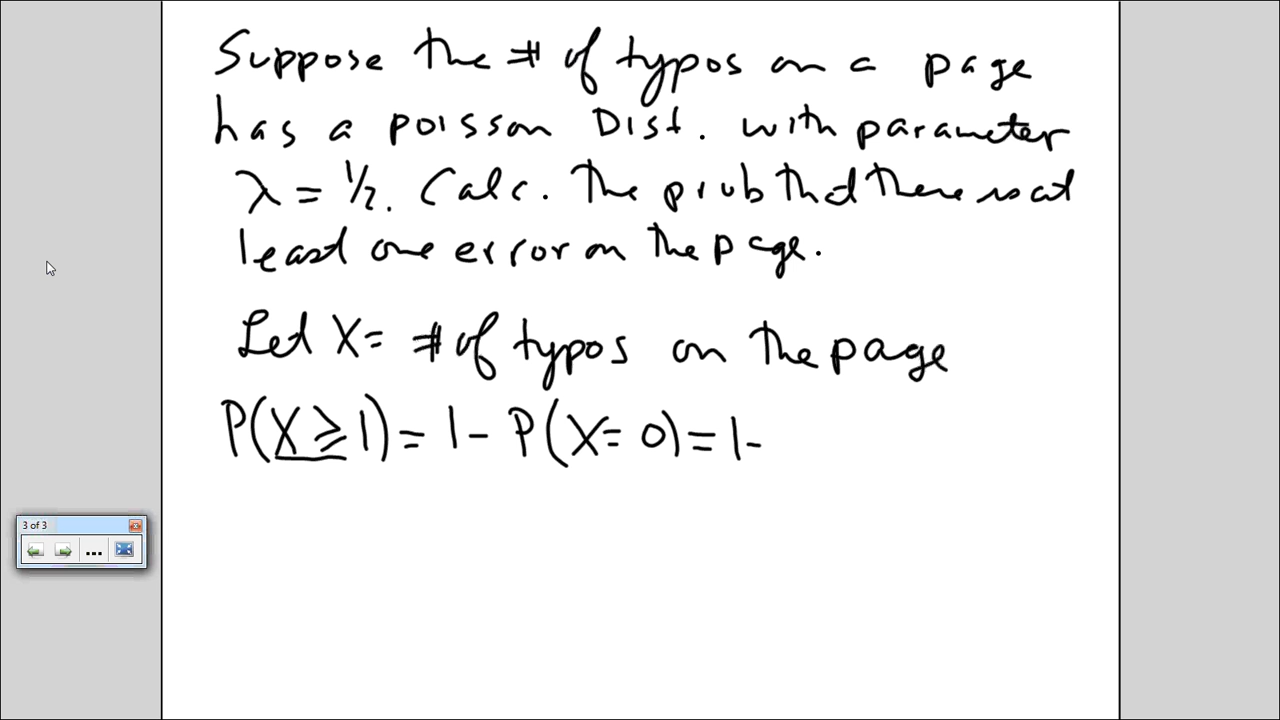 Suppose the # of typos on a page
has a poisson Dist. with parameter
λ = 1/2. Calc. The prob that there is at
least one error on the page.
Let X = # of typos on the page
P(X ≥ 1) = 1 - P(X = 0) = 1 -
3 of 3
...